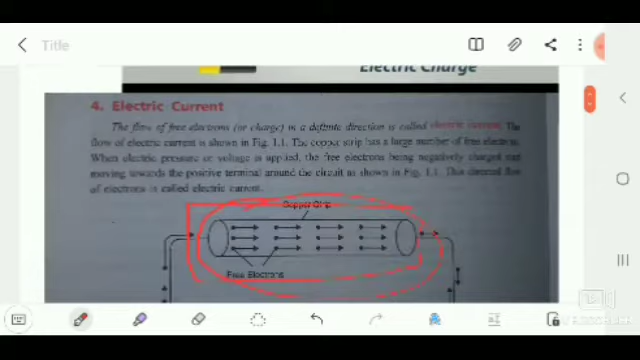 Title
Electric Charge
4. Electric Current
The flow of free electrons (or charge) in a definite direction is called electric current. The
flow of electric current is shown in Fig. 1.1. The copper strip has a large number of free electrons.
When electric pressure or voltage is applied, the free electrons being negatively charged start
moving towards the positive terminal around the circuit as shown in Fig. 1.1. This directed flow
of electrons is called electric current.
Copper Strip
Free Electrons